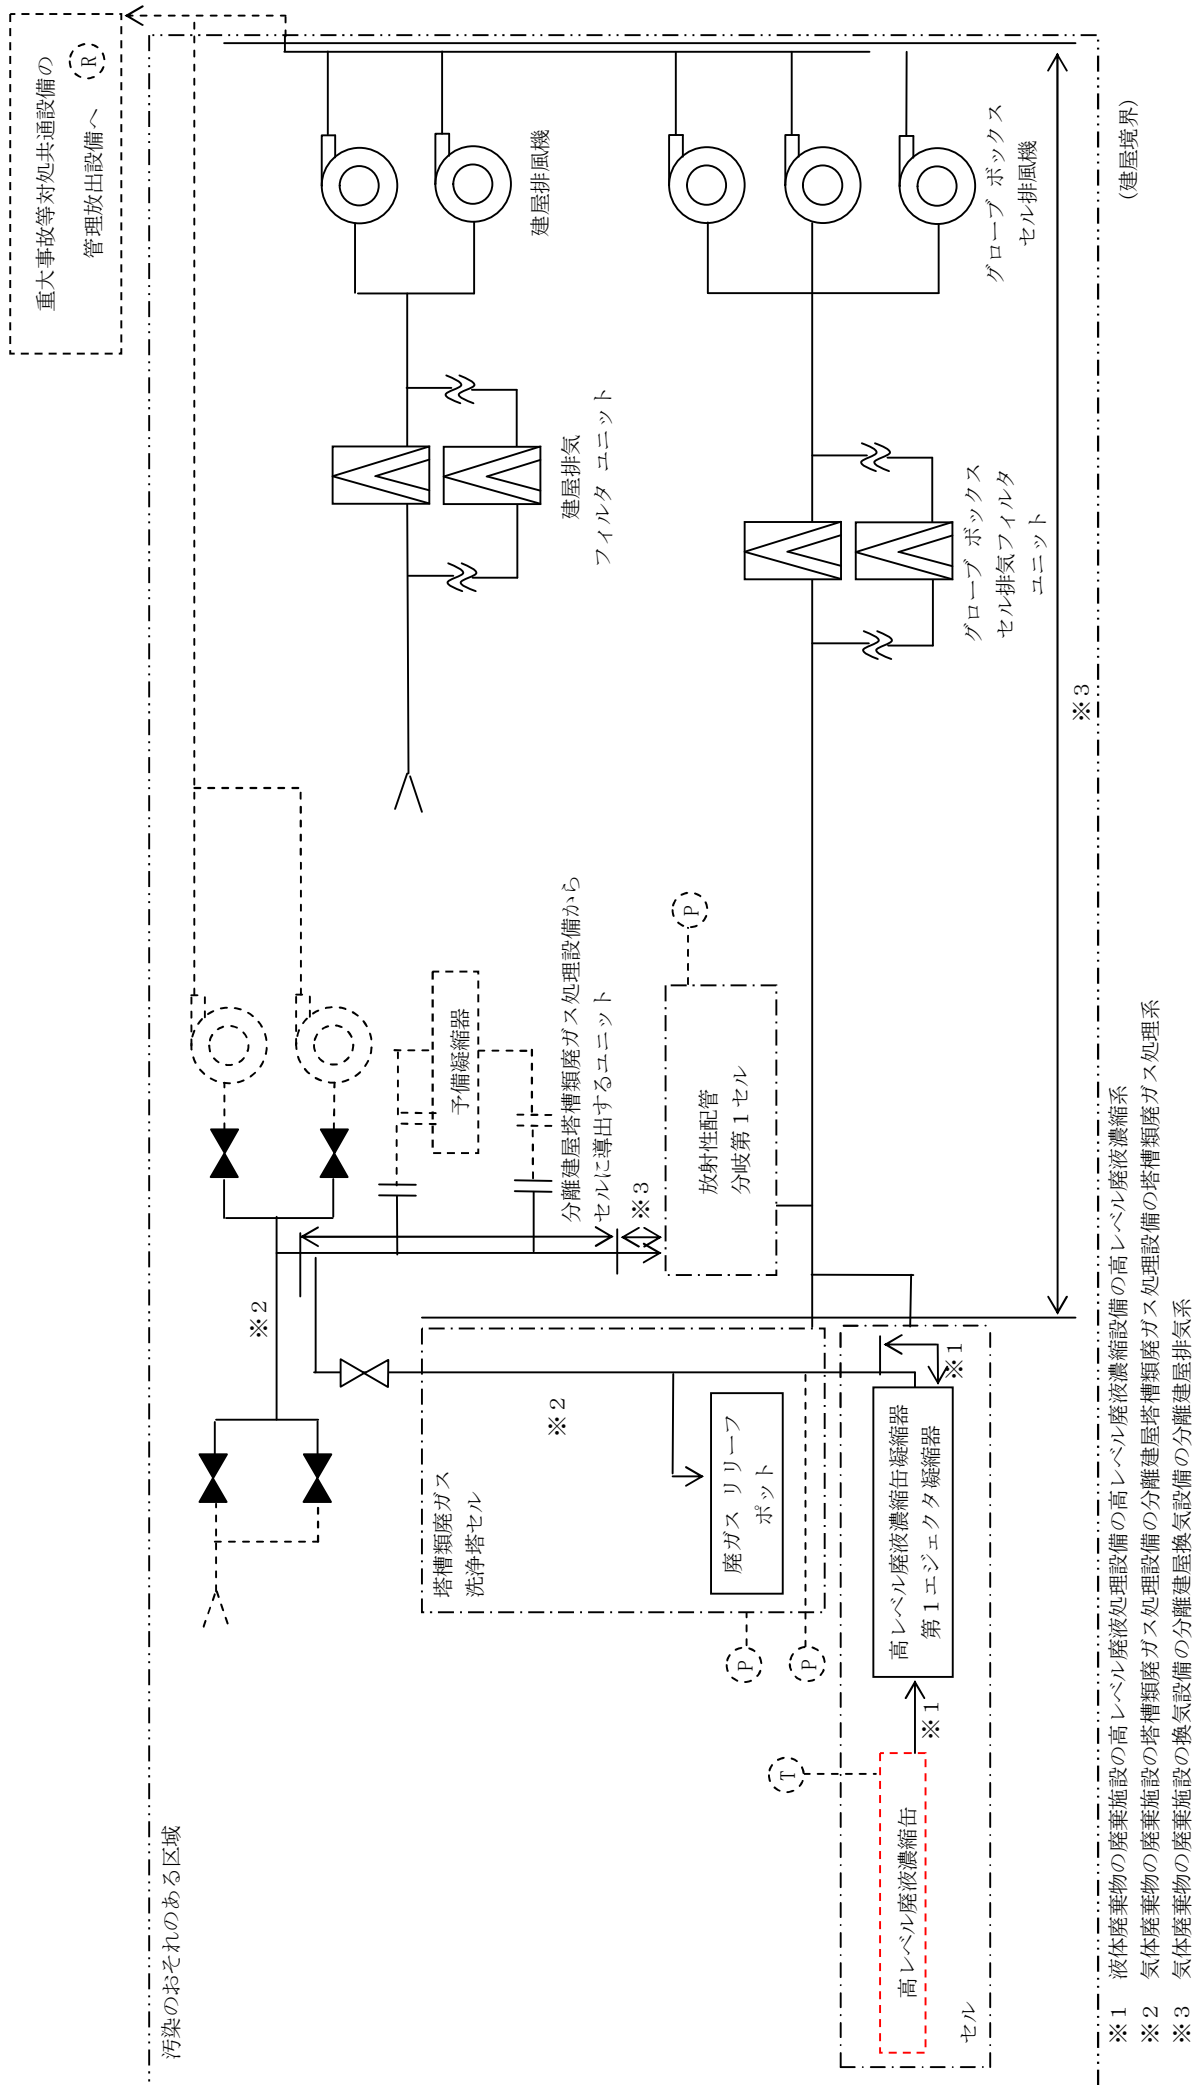 汚染のおそれのある区域
重大事故等対処共通設備の
管理放出設備へ
R
建屋排風機
グローブ ボックス
セル排風機
(建屋境界)
建屋排気
フィルタ ユニット
グローブ ボックス
セル排気フィルタ
ユニット
※3
予備凝縮器
分離建屋塔槽類廃ガス処理設備から
セルに導出するユニット
※3
P
放射性配管
分岐第1セル
※2
※2
塔槽類廃ガス
洗浄塔セル
廃ガス リリーフ
ポット
P
P
※1
高レベル廃液濃縮缶凝縮器
第1エジェクタ凝縮器
※1
T
高レベル廃液濃縮缶
セル
※1 液体廃棄物の廃棄施設の高レベル廃液処理設備の高レベル廃液濃縮設備の高レベル廃液濃縮系
※2 気体廃棄物の廃棄施設の塔槽類廃ガス処理設備の分離建屋塔槽類廃ガス処理設備の塔槽類廃ガス処理系
※3 気体廃棄物の廃棄施設の換気設備の分離建屋換気設備の分離建屋排気系